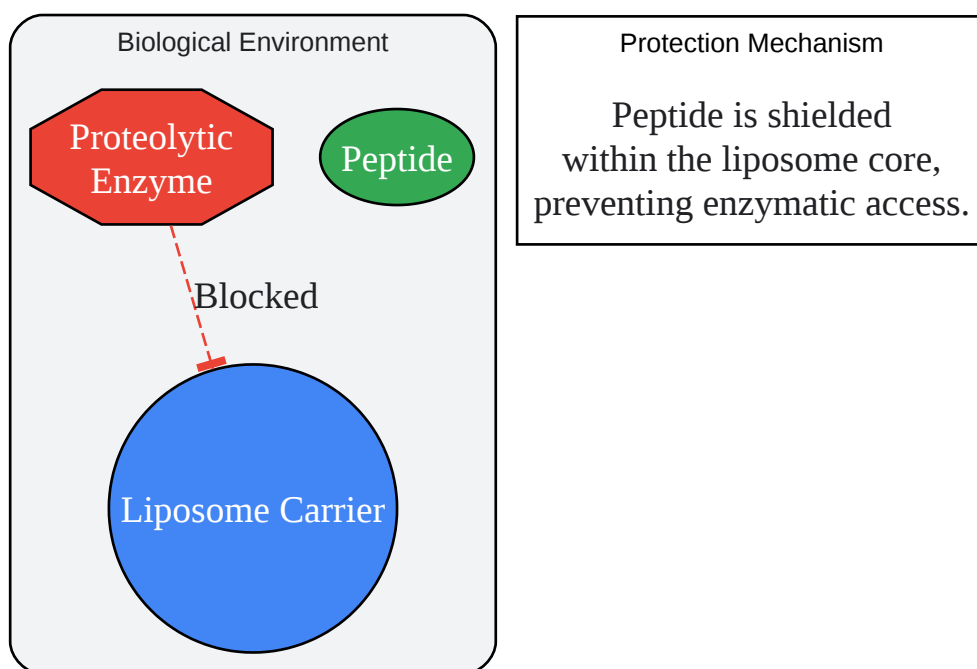 Biological Environment
Proteolytic
Enzyme
Peptide
Blocked
Liposome Carrier
Protection Mechanism
Peptide is shielded
within the liposome core,
preventing enzymatic access.